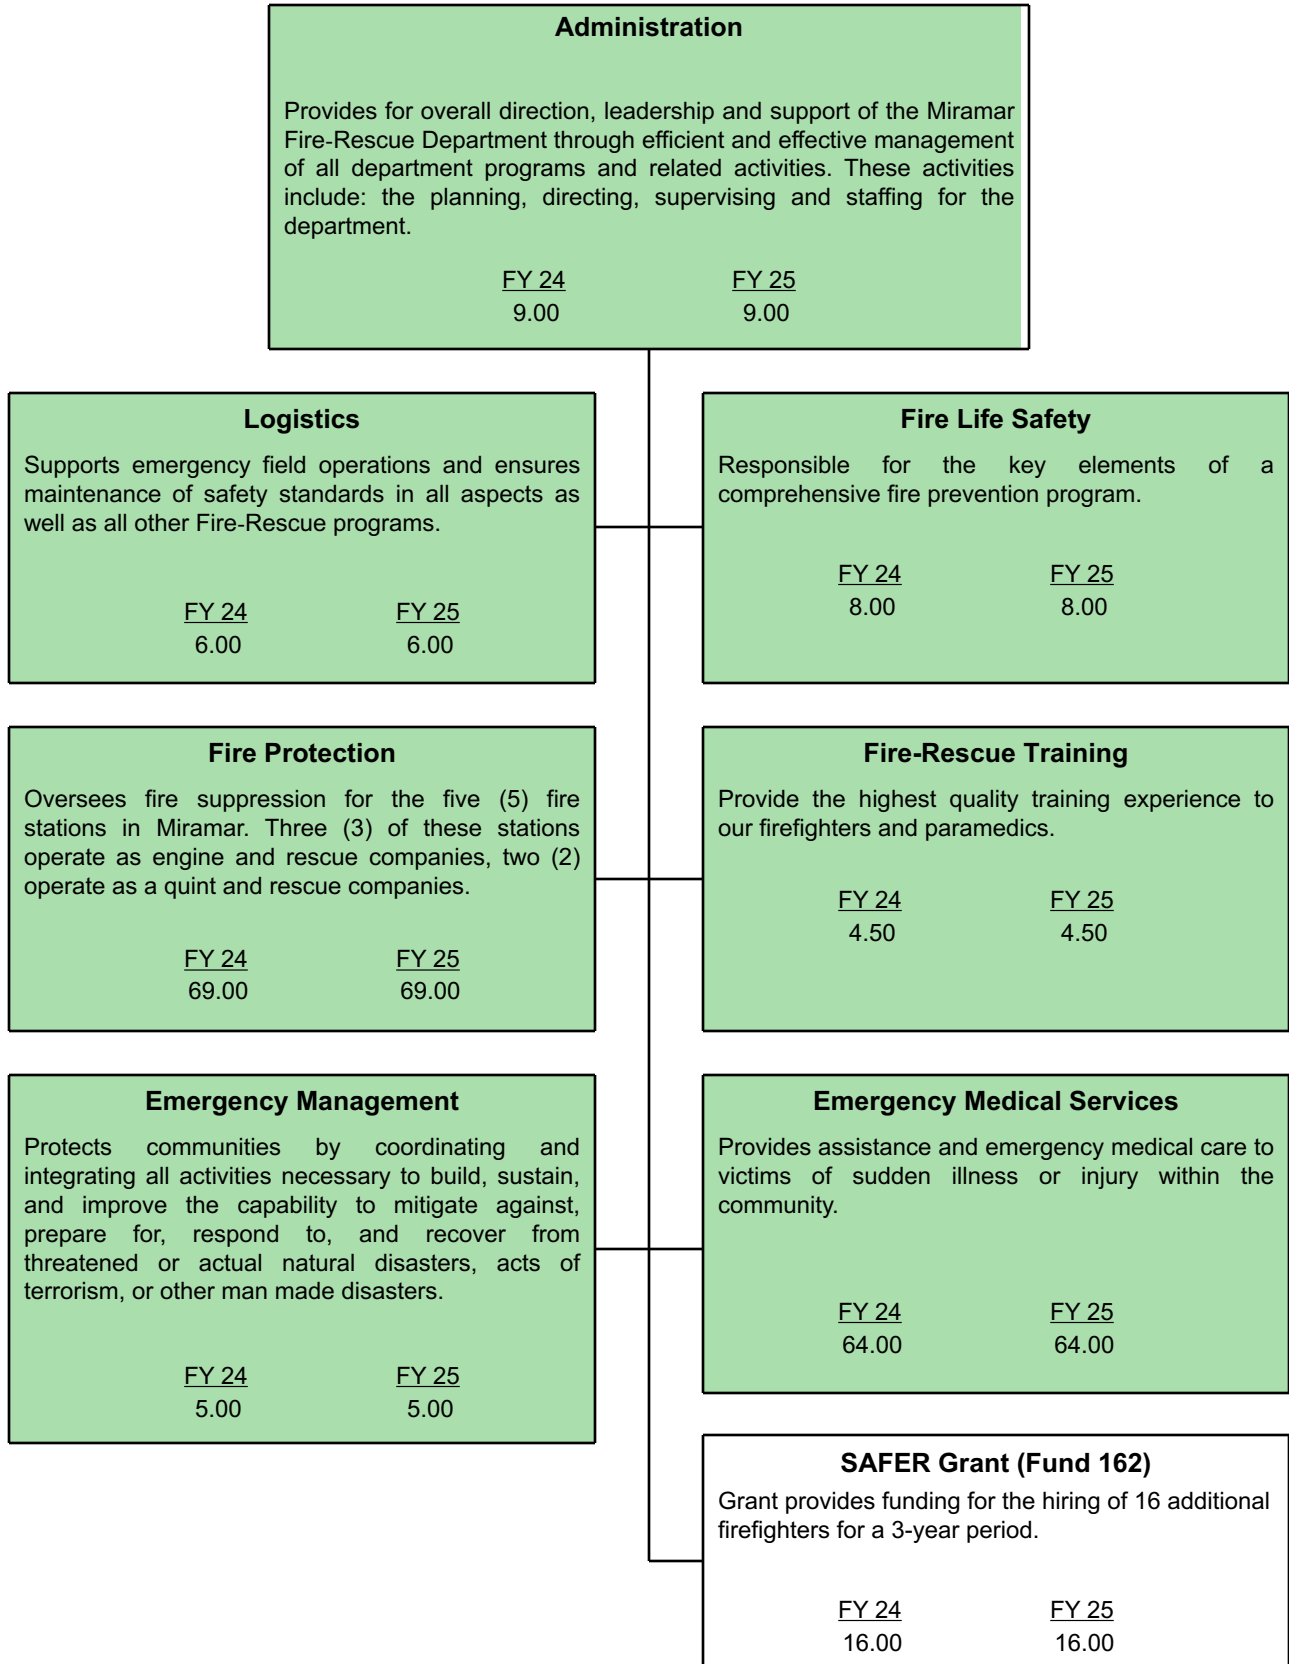 Administration
Provides for overall direction, leadership and support of the Miramar
Fire-Rescue Department through efficient and effective management
of all department programs and related activities. These activities
include: the planning, directing, supervising and staffing for the
department.
FY 24 FY 25
9.00 9.00
Logistics
Supports emergency field operations and ensures
maintenance of safety standards in all aspects as
well as all other Fire-Rescue programs.
FY 24 FY 25
6.00 6.00
Fire Life Safety
Responsible for the key elements of a
comprehensive fire prevention program.
FY 24 FY 25
8.00 8.00
Fire Protection
Oversees fire suppression for the five (5) fire
stations in Miramar. Three (3) of these stations
operate as engine and rescue companies, two (2)
operate as a quint and rescue companies.
FY 24 FY 25
69.00 69.00
Fire-Rescue Training
Provide the highest quality training experience to
our firefighters and paramedics.
FY 24 FY 25
4.50 4.50
Emergency Management
Protects communities by coordinating and
integrating all activities necessary to build, sustain,
and improve the capability to mitigate against,
prepare for, respond to, and recover from
threatened or actual natural disasters, acts of
terrorism, or other man made disasters.
FY 24 FY 25
5.00 5.00
Emergency Medical Services
Provides assistance and emergency medical care to
victims of sudden illness or injury within the
community.
FY 24 FY 25
64.00 64.00
SAFER Grant (Fund 162)
Grant provides funding for the hiring of 16 additional
firefighters for a 3-year period.
FY 24 FY 25
16.00 16.00